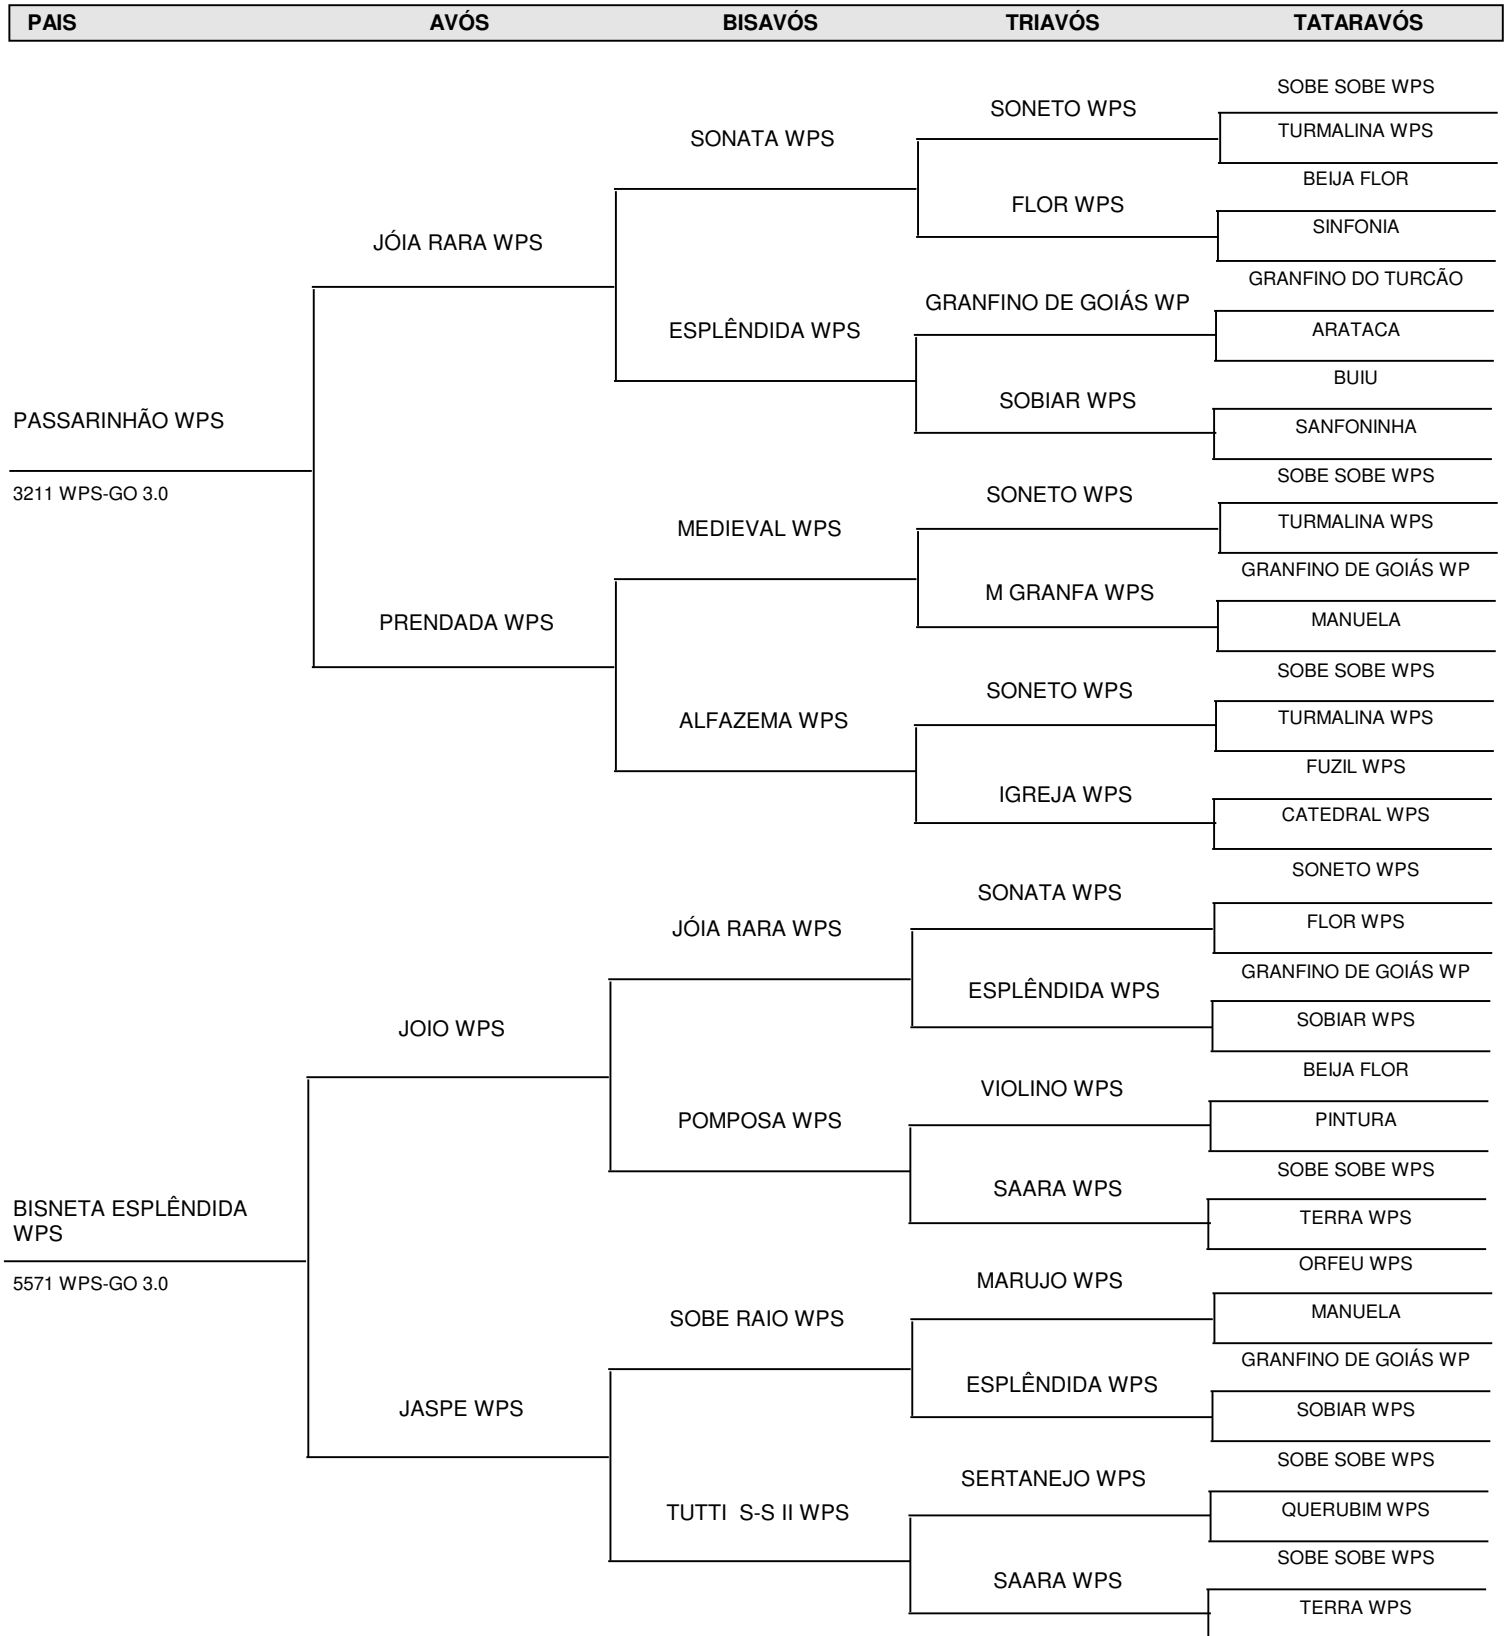 PAIS AVÓS BISAVÓS TRIAVÓS TATARAVÓS
SOBE SOBE WPS
SONETO WPS
TURMALINA WPS
SONATA WPS
BEIJA FLOR
FLOR WPS
SINFONIA
JÓIA RARA WPS
GRANFINO DO TURCÃO
GRANFINO DE GOIÁS WP
ARATACA
ESPLÊNDIDA WPS
BUIU
SOBIAR WPS
SANFONINHA
PASSARINHÃO WPS
3211 WPS-GO 3.0
SOBE SOBE WPS
SONETO WPS
TURMALINA WPS
MEDIEVAL WPS
GRANFINO DE GOIÁS WP
M GRANFA WPS
MANUELA
PRENDADA WPS
SOBE SOBE WPS
SONETO WPS
TURMALINA WPS
ALFAZEMA WPS
FUZIL WPS
IGREJA WPS
CATEDRAL WPS
SONETO WPS
SONATA WPS
FLOR WPS
JÓIA RARA WPS
GRANFINO DE GOIÁS WP
ESPLÊNDIDA WPS
SOBIAR WPS
JOIO WPS
BEIJA FLOR
VIOLINO WPS
PINTURA
POMPOSA WPS
SOBE SOBE WPS
SAARA WPS
TERRA WPS
BISNETA ESPLÊNDIDA
WPS
5571 WPS-GO 3.0
ORFEU WPS
MARUJO WPS
MANUELA
SOBE RAIO WPS
GRANFINO DE GOIÁS WP
ESPLÊNDIDA WPS
SOBIAR WPS
JASPE WPS
SOBE SOBE WPS
SERTANEJO WPS
QUERUBIM WPS
TUTTI S-S II WPS
SOBE SOBE WPS
SAARA WPS
TERRA WPS